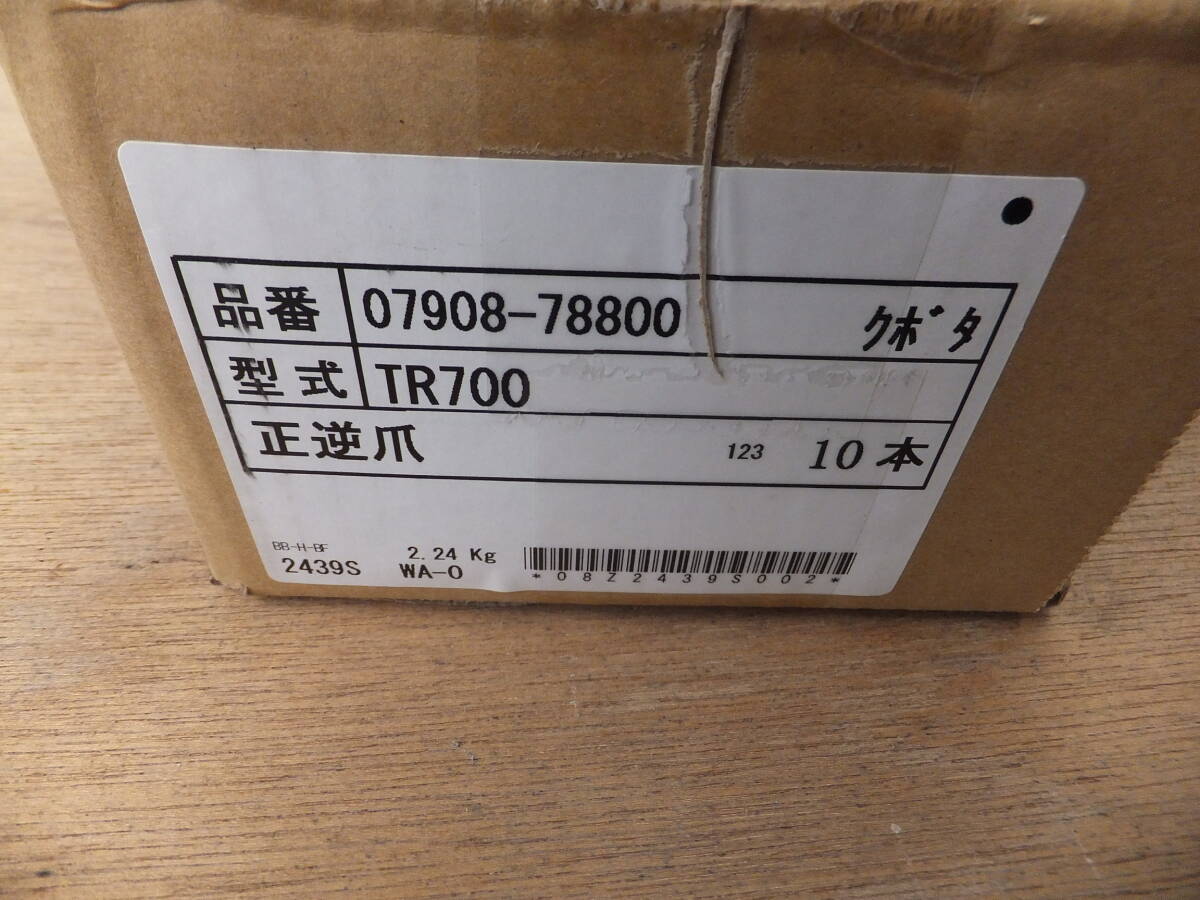 品番 07908-78800 クボタ
型式 TR700
正逆爪 123 10本
BB-H-BF
2439S 2.24 Kg
WA-O
*08Z2439S002*